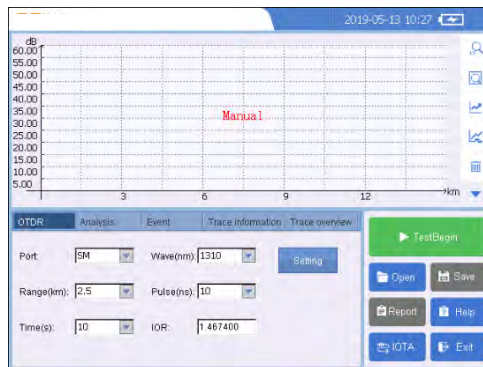 2019-05-13 10:27
dB
60.00
55.00
50.00
45.00
40.00
35.00
30.00
25.00
20.00
15.00
10.00
5.00
Manual
3 6 9 12 km
OTDR Analysis Event Trace information Trace overview
Port: SM Wave(nm): 1310 Setting
Range(km): 2.5 Pulse(ns): 10
Time(s): 10 IOR: 1.467400
TestBegin
Open Save
Report Help
IOTA Exit